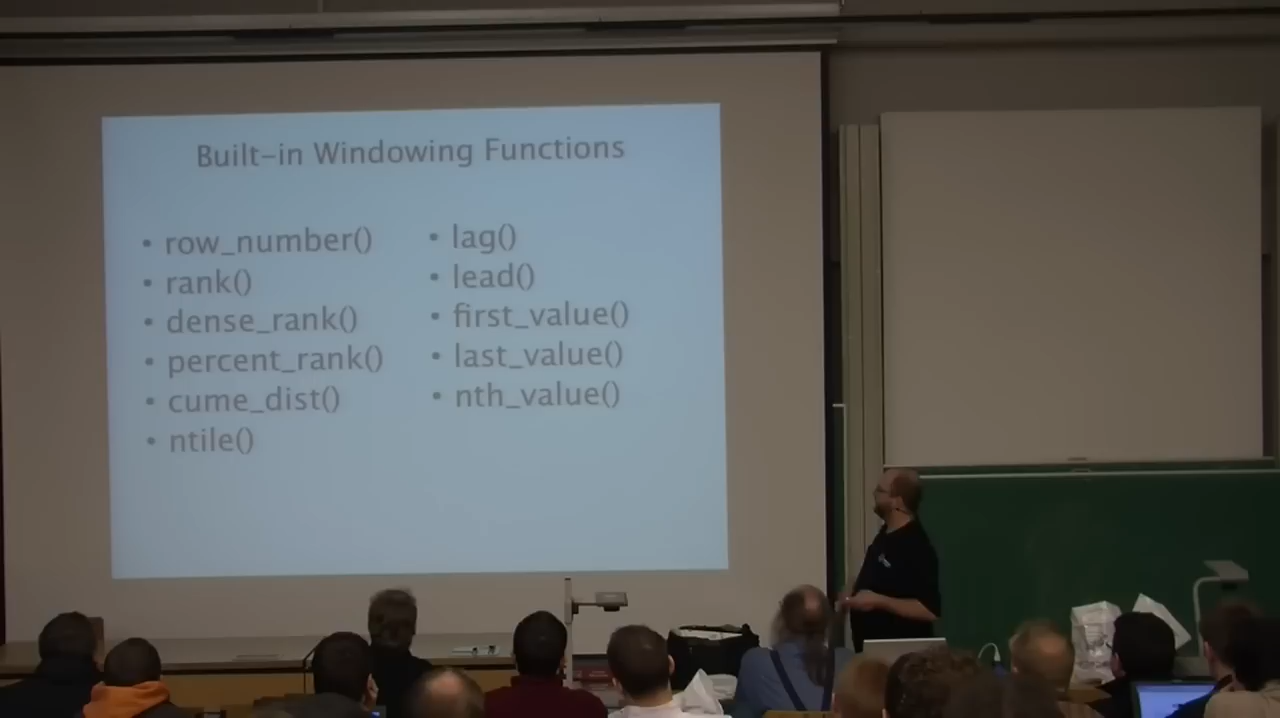 Built-in Windowing Functions
• row_number()
• rank()
• dense_rank()
• percent_rank()
• cume_dist()
• ntile()
• lag()
• lead()
• first_value()
• last_value()
• nth_value()